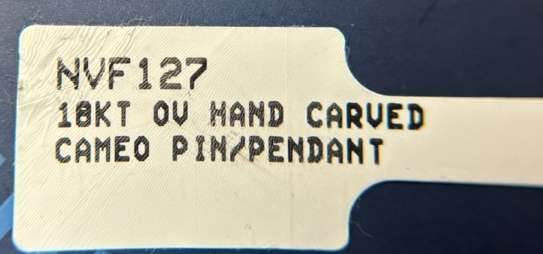 NVF127
18KT OV HAND CARVED
CAMEO PIN/PENDANT